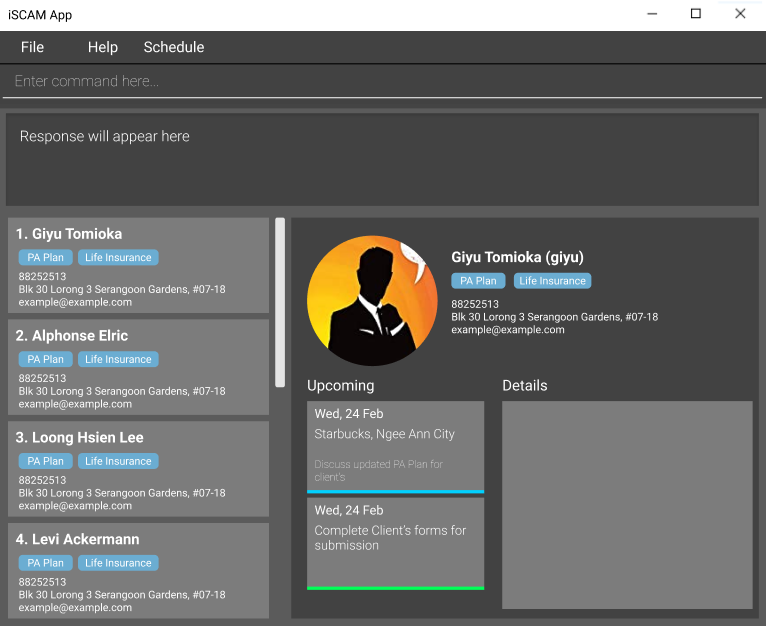 iSCAM App
File Help Schedule
Enter command here...
Response will appear here
1. Giyu Tomioka
PA Plan Life Insurance
88252513
Blk 30 Lorong 3 Serangoon Gardens, #07-18
example@example.com
2. Alphonse Elric
PA Plan Life Insurance
88252513
Blk 30 Lorong 3 Serangoon Gardens, #07-18
example@example.com
3. Loong Hsien Lee
PA Plan Life Insurance
88252513
Blk 30 Lorong 3 Serangoon Gardens, #07-18
example@example.com
4. Levi Ackermann
PA Plan Life Insurance
88252513
Blk 30 Lorong 3 Serangoon Gardens, #07-18
example@example.com
Giyu Tomioka (giyu)
PA Plan Life Insurance
88252513
Blk 30 Lorong 3 Serangoon Gardens, #07-18
example@example.com
Upcoming
Wed, 24 Feb
Starbucks, Ngee Ann City
Discuss updated PA Plan for
client's
Wed, 24 Feb
Complete Client's forms for
submission
Details